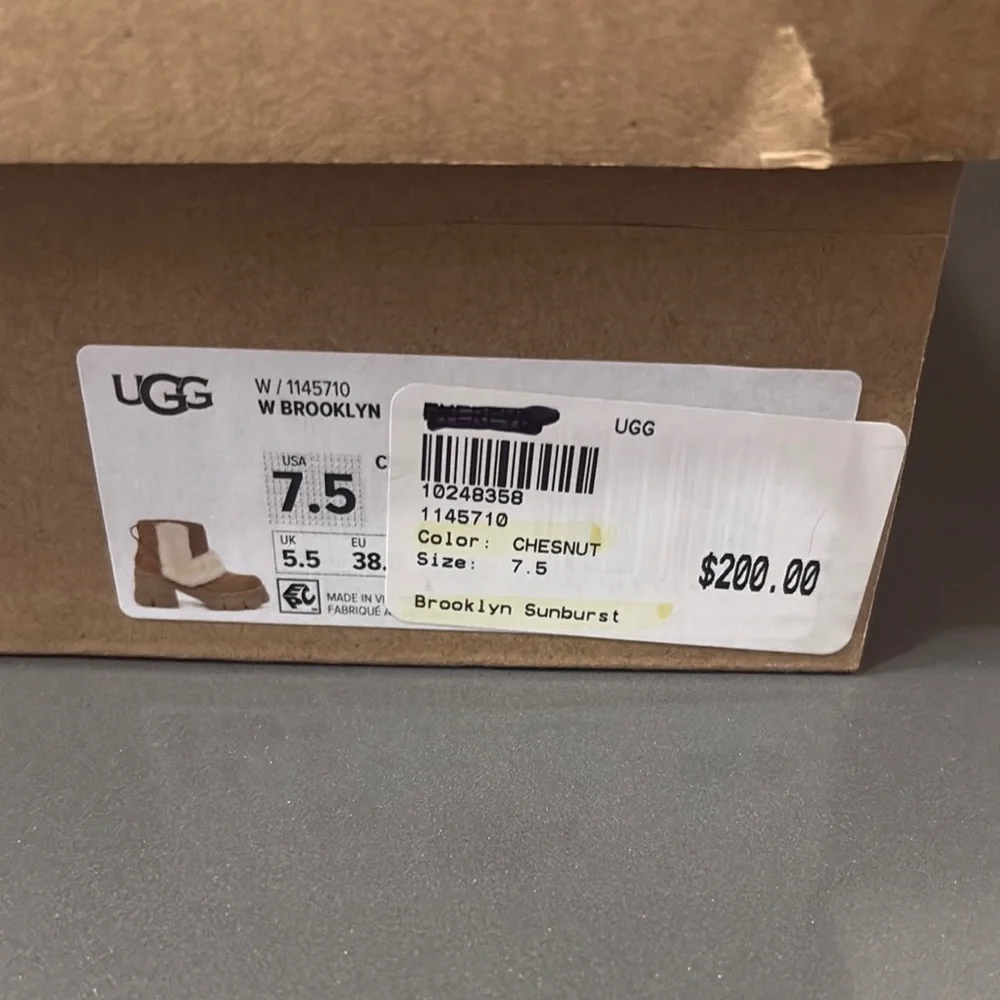 UGG
W / 1145710
W BROOKLYN
USA
7.5
C
UK
5.5
EU
38.
MADE IN VI
FABRIQUÉ A
UGG
10248358
1145710
Color: CHESNUT
Size: 7.5
$200.00
Brooklyn Sunburst